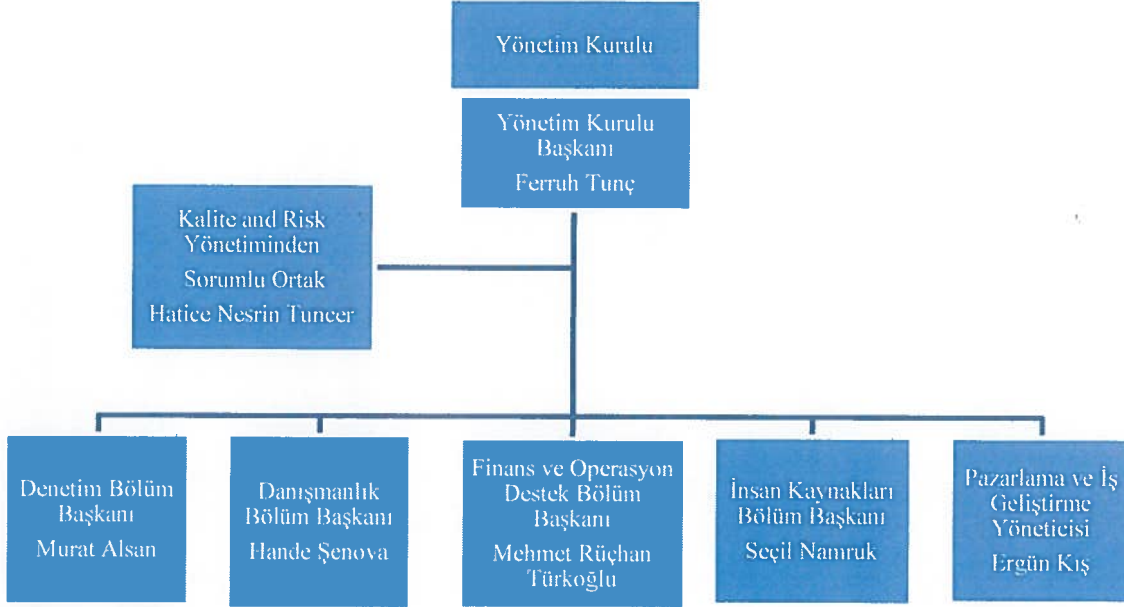 Yönetim Kurulu
Yönetim Kurulu
Başkanı
Ferruh Tunç
Kalite and Risk
Yönetiminden
Sorumlu Ortak
Hatice Nesrin Tuncer
Denetim Bölüm
Başkanı
Murat Alsan
Danışmanlık
Bölüm Başkanı
Hande Şenova
Finans ve Operasyon
Destek Bölüm
Başkanı
Mehmet Rüçhan
Türkoğlu
İnsan Kaynakları
Bölüm Başkanı
Seçil Namruk
Pazarlama ve İş
Geliştirme
Yöneticisi
Ergün Kış